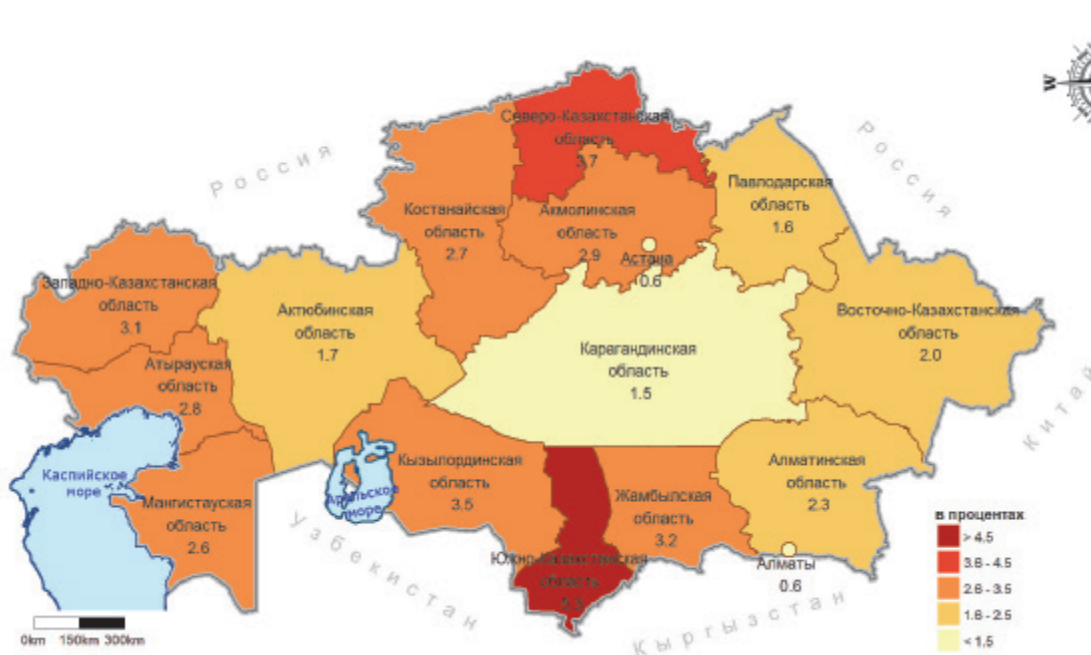 W
Россия
Россия
Северо-Казахстанская
область
3.7
Павлодарская
область
1.6
Костанайская
область
2.7
Акмолинская
область
2.9
Астана
0.6
Западно-Казахстанская
область
3.1
Актюбинская
область
1.7
Восточно-Казахстанская
область
2.0
Карагандинская
область
1.5
Атырауская
область
2.8
Китай
Каспийское
море
Мангистауская
область
2.6
Аральское
море
Кызылординская
область
3.5
Жамбылская
область
3.2
Алматинская
область
2.3
Южно-Казахстанская
область
5.3
Алматы
0.6
Узбекистан
Кыргызстан
в процентах
> 4.5
3.6 - 4.5
2.6 - 3.5
1.6 - 2.5
< 1,5
0km 150km 300km